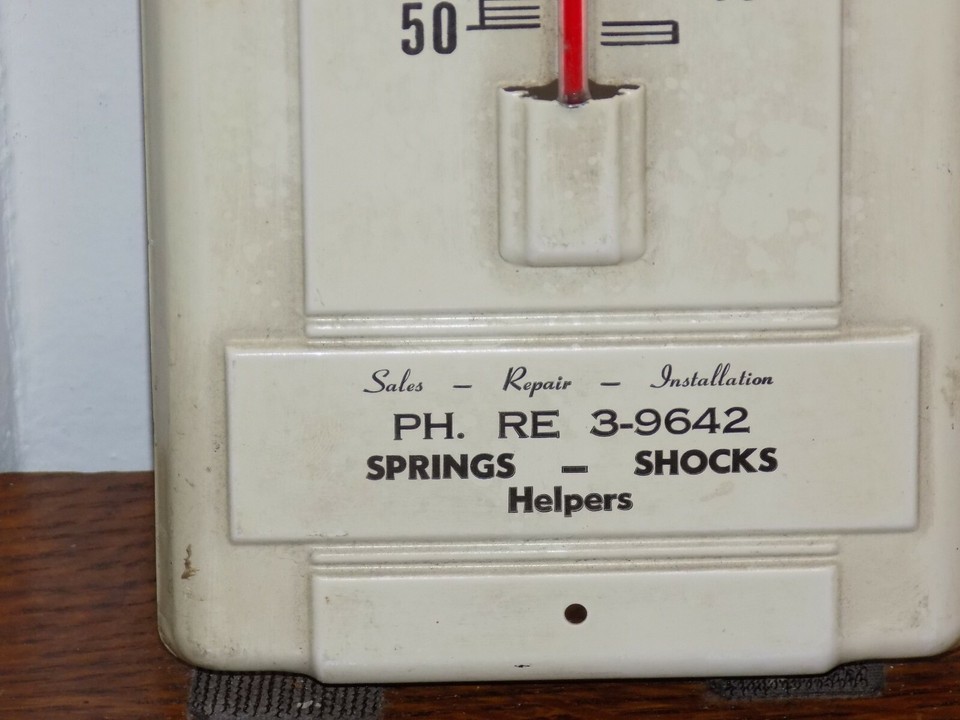 50
Sales – Repair – Installation
PH. RE 3-9642
SPRINGS – SHOCKS
Helpers